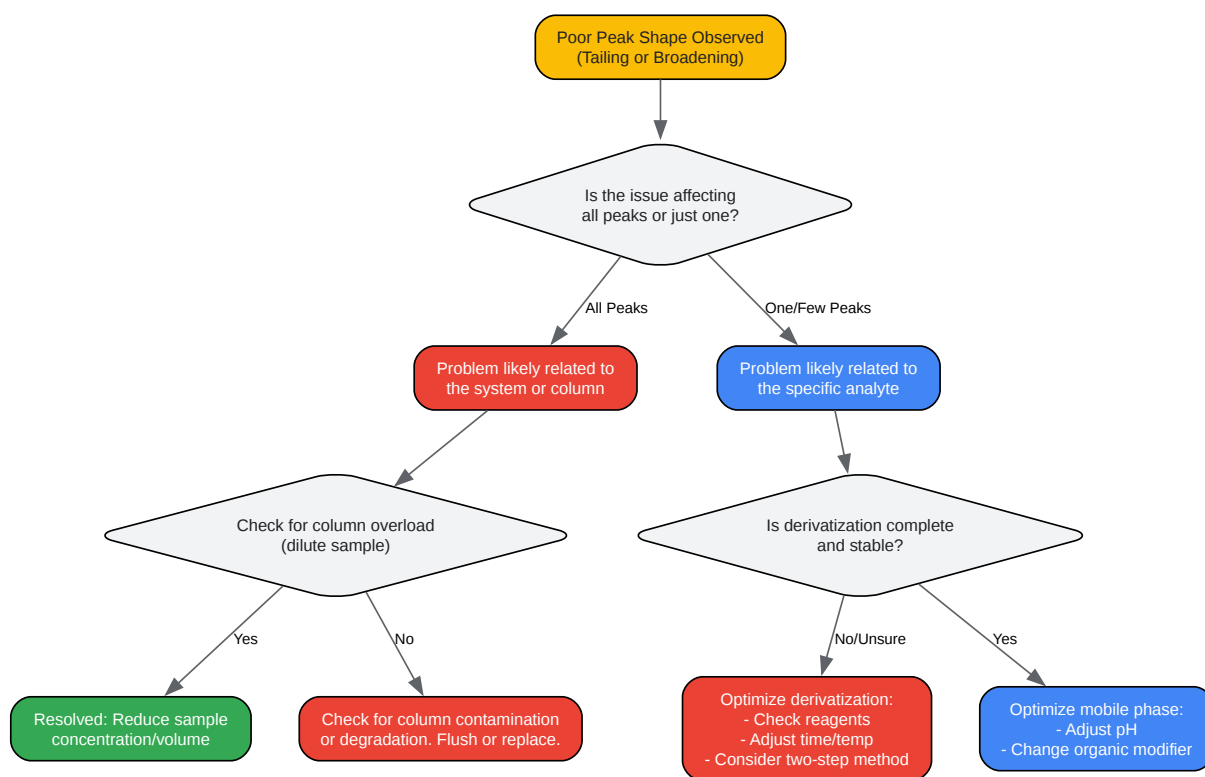 Poor Peak Shape Observed
(Tailing or Broadening)
Is the issue affecting
all peaks or just one?
All Peaks
One/Few Peaks
Problem likely related to
the system or column
Problem likely related to
the specific analyte
Check for column overload
(dilute sample)
Is derivatization complete
and stable?
Yes
No
No/Unsure
Yes
Resolved: Reduce sample
concentration/volume
Check for column contamination
or degradation. Flush or replace.
Optimize derivatization:
- Check reagents
- Adjust time/temp
- Consider two-step method
Optimize mobile phase:
- Adjust pH
- Change organic modifier